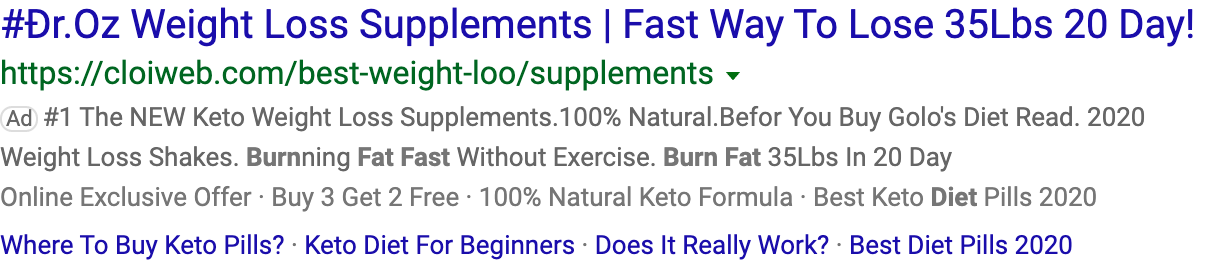 #Đr.Oz Weight Loss Supplements | Fast Way To Lose 35Lbs 20 Day!
https://cloiweb.com/best-weight-loo/supplements
Ad #1 The NEW Keto Weight Loss Supplements.100% Natural.Befor You Buy Golo's Diet Read. 2020
Weight Loss Shakes. Burnning Fat Fast Without Exercise. Burn Fat 35Lbs In 20 Day
Online Exclusive Offer · Buy 3 Get 2 Free · 100% Natural Keto Formula · Best Keto Diet Pills 2020
Where To Buy Keto Pills? · Keto Diet For Beginners · Does It Really Work? · Best Diet Pills 2020